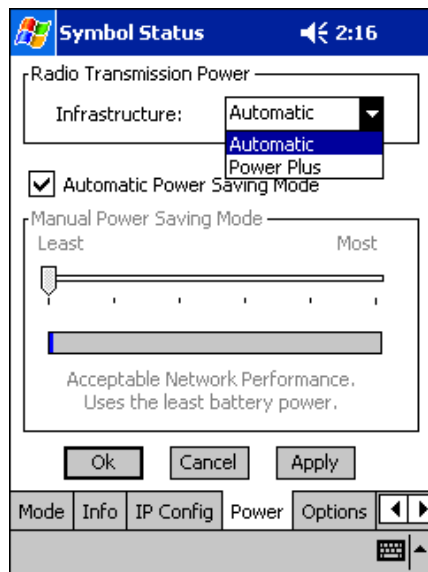 Symbol Status 2:16
Radio Transmission Power
Infrastructure: Automatic
Automatic
Power Plus
Automatic Power Saving Mode
Manual Power Saving Mode
Least Most
Acceptable Network Performance.
Uses the least battery power.
Ok Cancel Apply
Mode Info IP Config Power Options